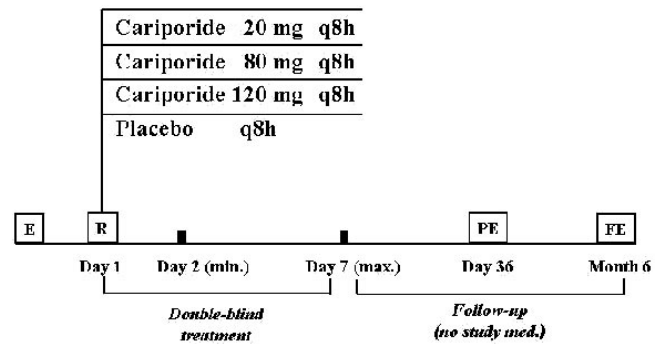 Cariporide 20 mg q8h
Cariporide 80 mg q8h
Cariporide 120 mg q8h
Placebo q8h
E R PE FE
Day 1 Day 2 (min.) Day 7 (max.) Day 36 Month 6
Double-blind
treatment
Follow-up
(no study med.)